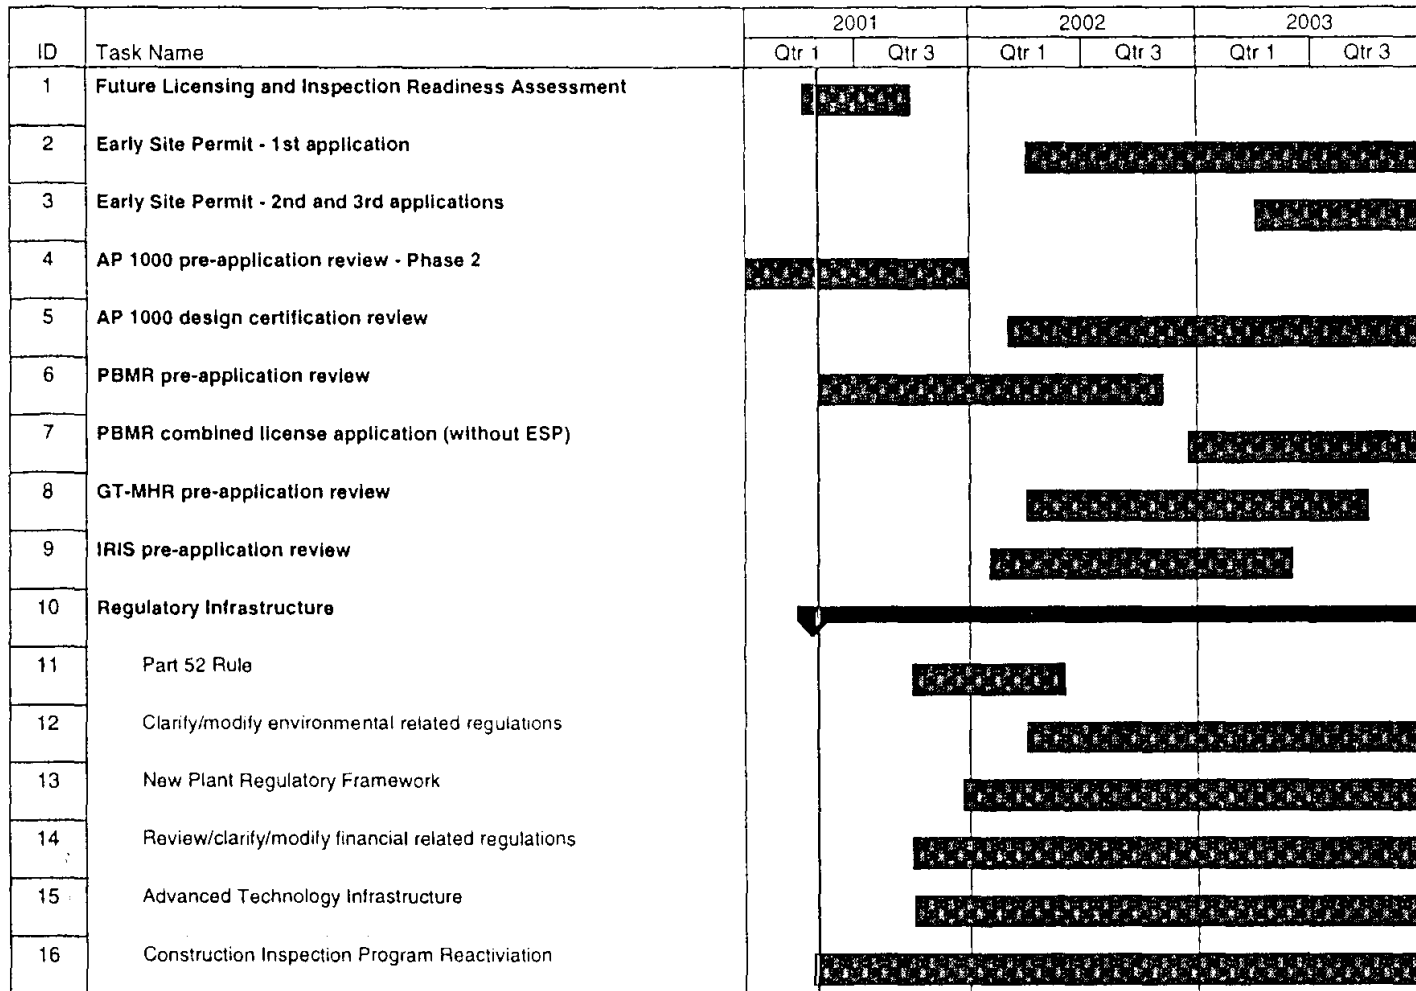 2001 2002 2003
ID Task Name Qtr 1 Qtr 3 Qtr 1 Qtr 3 Qtr 1 Qtr 3
1 Future Licensing and Inspection Readiness Assessment
2 Early Site Permit - 1st application
3 Early Site Permit - 2nd and 3rd applications
4 AP 1000 pre-application review - Phase 2
5 AP 1000 design certification review
6 PBMR pre-application review
7 PBMR combined license application (without ESP)
8 GT-MHR pre-application review
9 IRIS pre-application review
10 Regulatory Infrastructure
11 Part 52 Rule
12 Clarify/modify environmental related regulations
13 New Plant Regulatory Framework
14 Review/clarify/modify financial related regulations
15 Advanced Technology Infrastructure
16 Construction Inspection Program Reactiviation